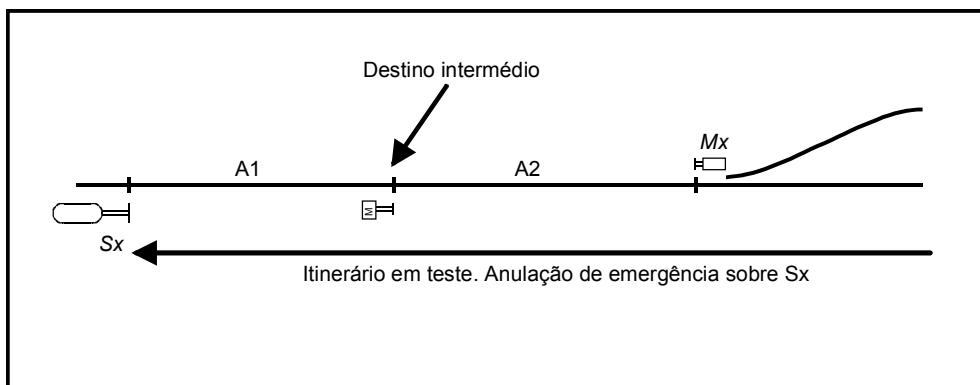 Destino intermédio
Mx
A1
A2
M
Sx
Itinerário em teste. Anulação de emergência sobre Sx